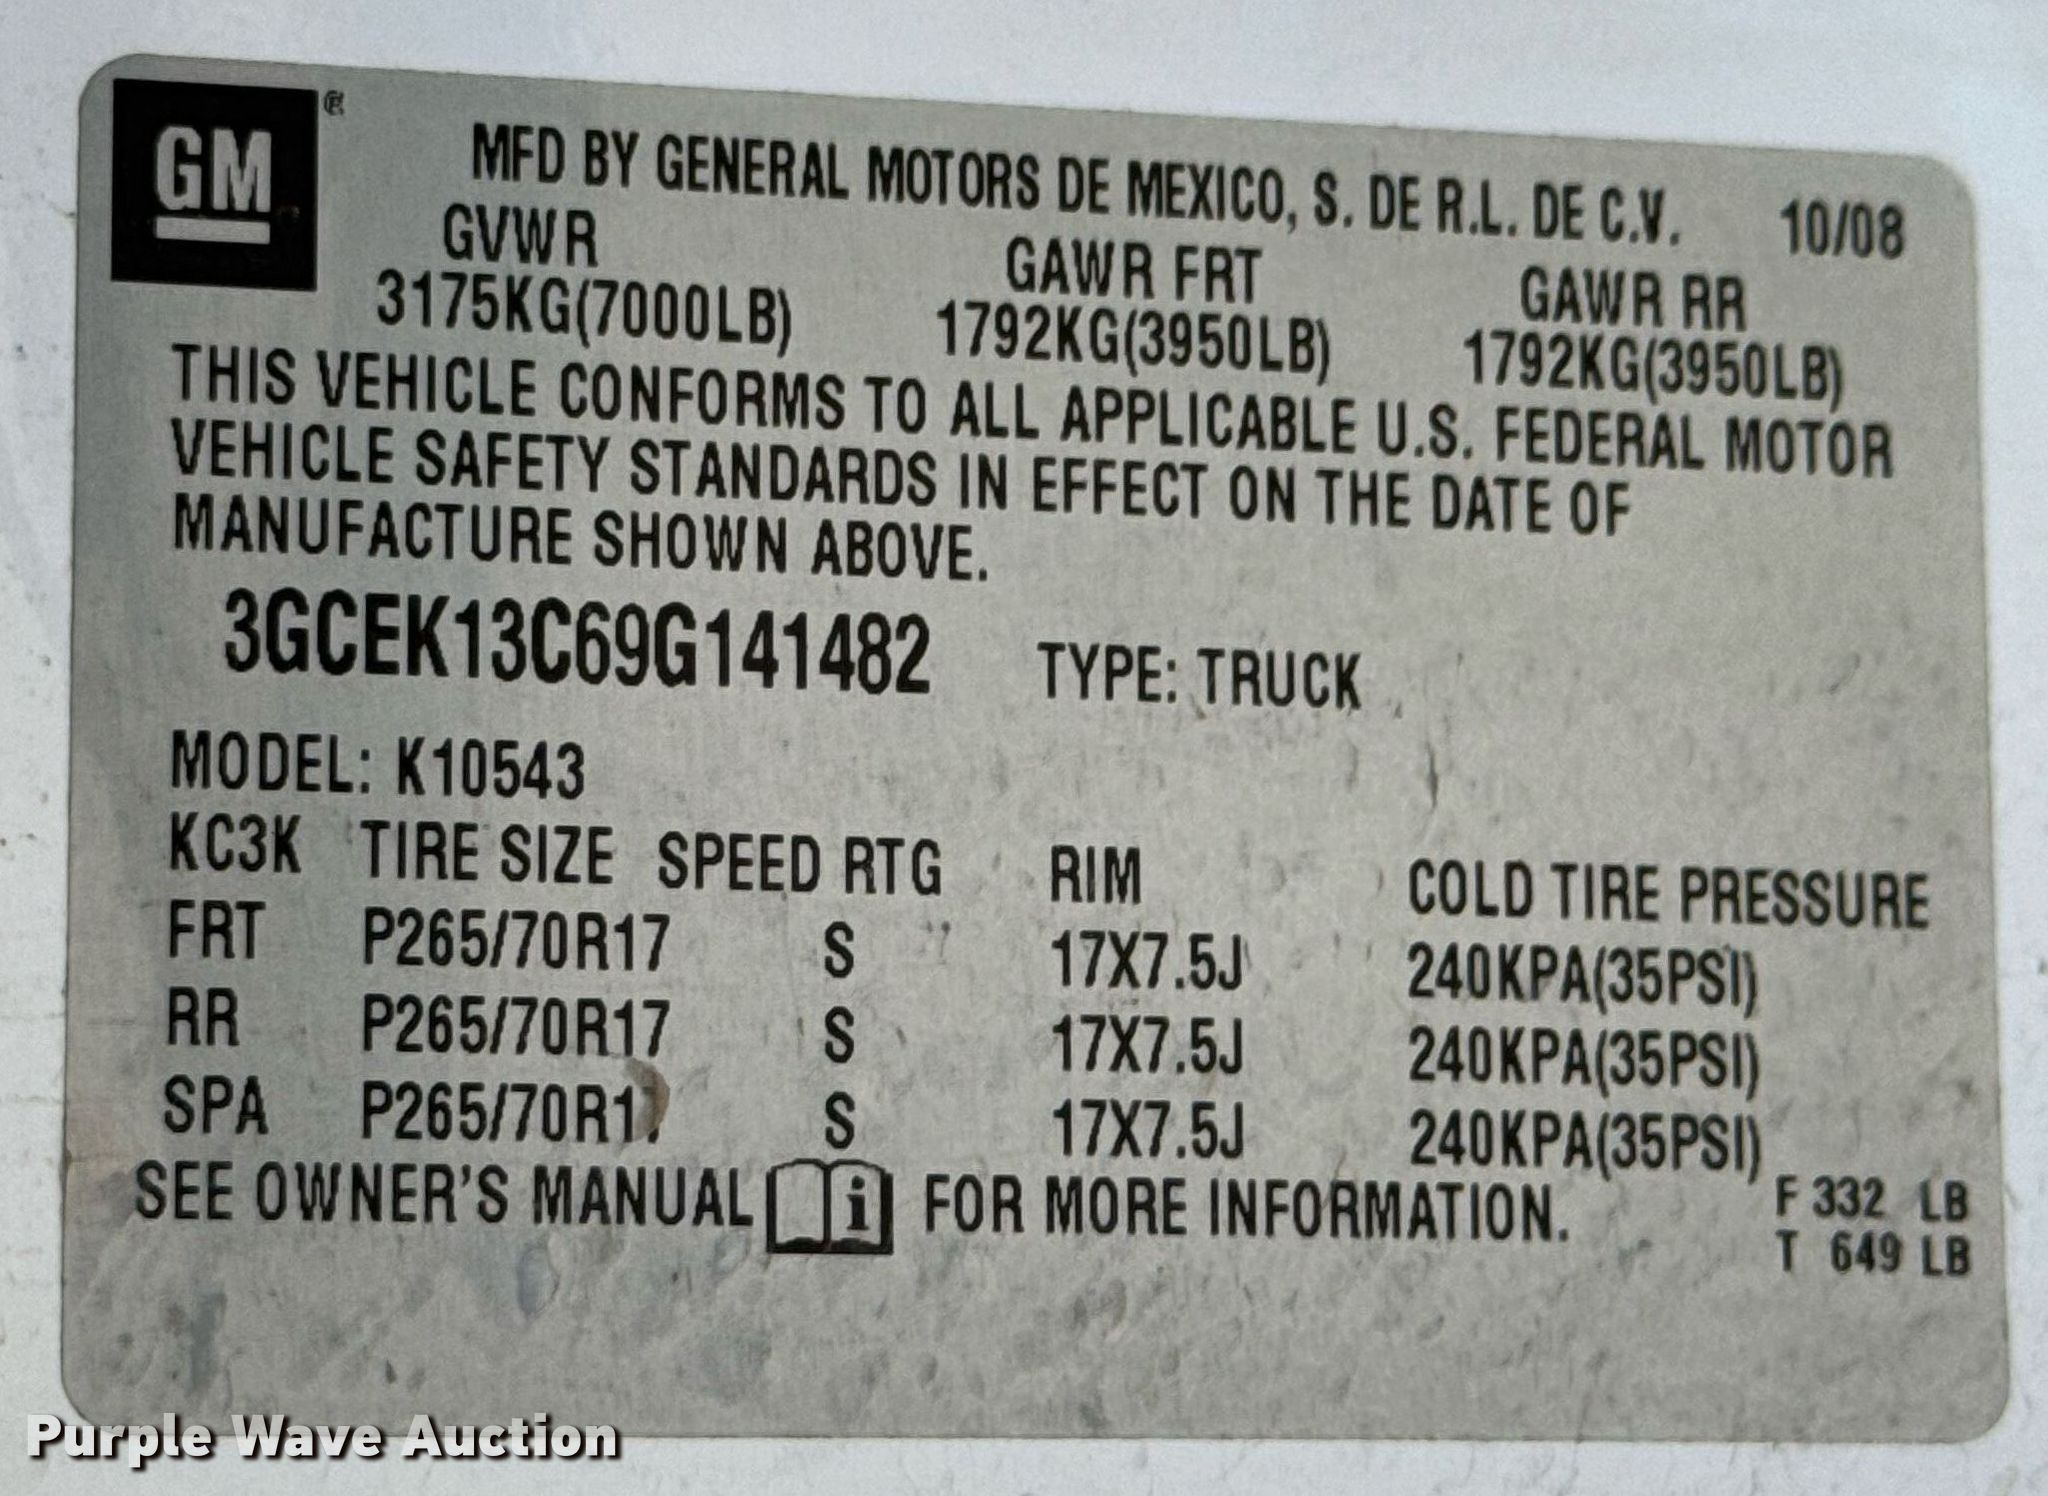 GM ®
MFD BY GENERAL MOTORS DE MEXICO, S. DE R.L. DE C.V. 10/08
GVWR GAWR FRT GAWR RR
3175KG(7000LB) 1792KG(3950LB) 1792KG(3950LB)
THIS VEHICLE CONFORMS TO ALL APPLICABLE U.S. FEDERAL MOTOR
VEHICLE SAFETY STANDARDS IN EFFECT ON THE DATE OF
MANUFACTURE SHOWN ABOVE.
3GCEK13C69G141482 TYPE: TRUCK
MODEL: K10543
KC3K TIRE SIZE SPEED RTG RIM COLD TIRE PRESSURE
FRT P265/70R17 S 17X7.5J 240KPA(35PSI)
RR P265/70R17 S 17X7.5J 240KPA(35PSI)
SPA P265/70R17 S 17X7.5J 240KPA(35PSI)
SEE OWNER'S MANUAL i FOR MORE INFORMATION.
F 332 LB
T 649 LB
Purple Wave Auction